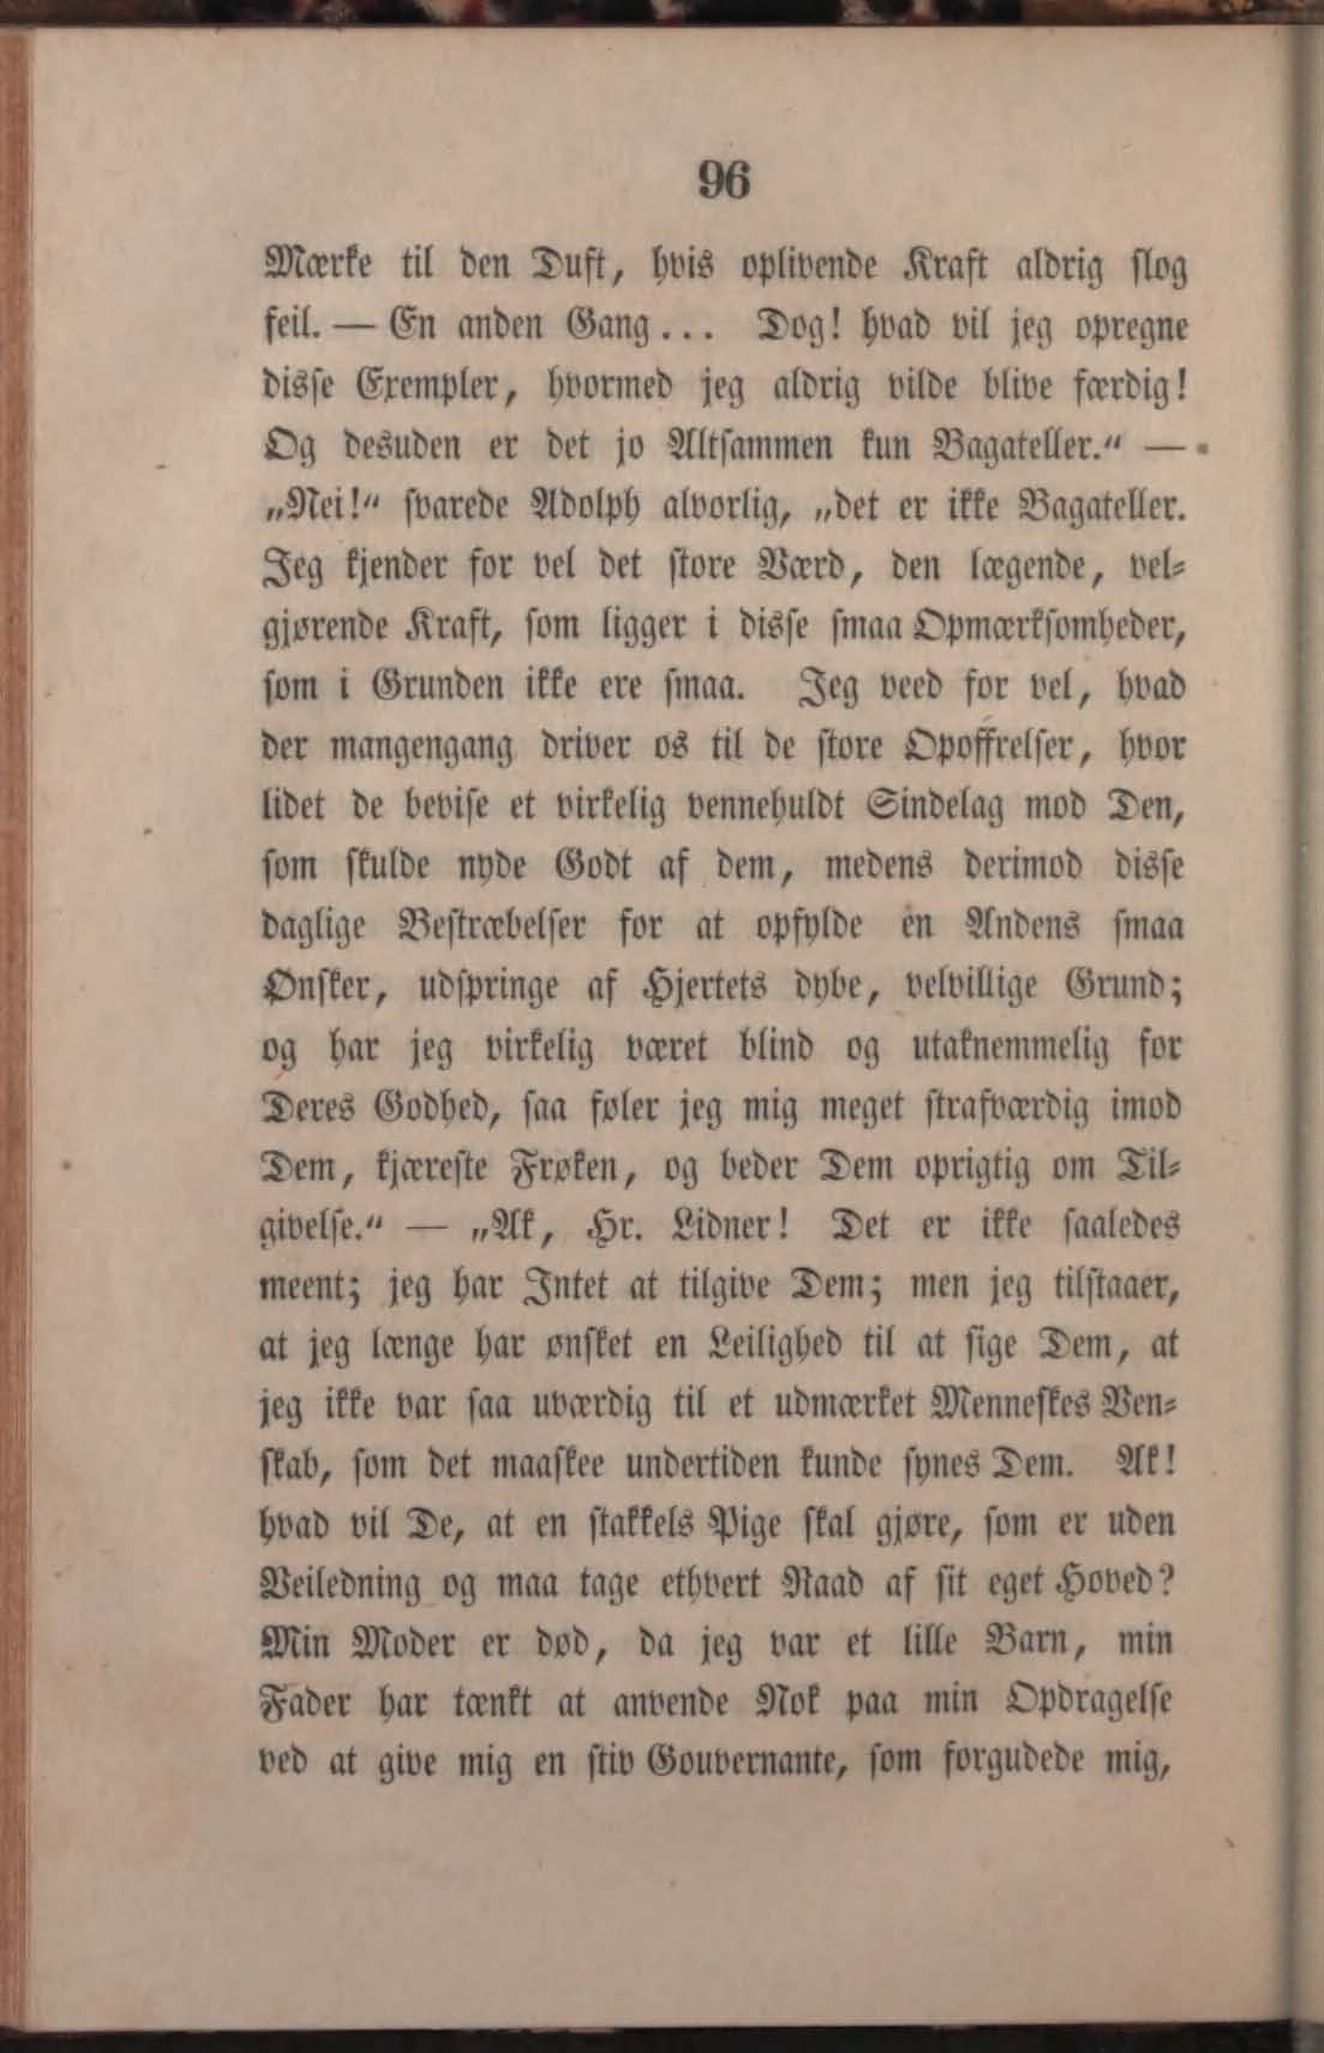 96
Mærke til den Duft, hvis oplivende Kraft aldrig slog
feil. — En anden Gang... Dog! hvad vil jeg opregne
disse Exempler, hvormed jeg aldrig vilde blive færdig!
Og desuden er det jo Altsammen kun Bagateller.“ —
„Nei!“ svarede Adolph alvorlig, „det er ikke Bagateller.
Jeg kjender for vel det store Værd, den lægende, vel-
gjørende Kraft, som ligger i disse smaa Opmærksomheder,
som i Grunden ikke ere smaa. Jeg veed for vel, hvad
der mangengang driver os til de store Opoffrelser, hvor
lidet de bevise et virkelig vennehuldt Sindelag mod Den,
som skulde nyde Godt af dem, medens derimod disse
daglige Bestræbelser for at opfylde en Andens smaa
Ønsker, udspringe af Hjertets dybe, velvillige Grund;
og har jeg virkelig været blind og utaknemmelig for
Deres Godhed, saa føler jeg mig meget strafværdig imod
Dem, kjæreste Frøken, og beder Dem oprigtig om Til-
givelse.“ — „Ak, Hr. Lidner! Det er ikke saaledes
meent; jeg har Intet at tilgive Dem; men jeg tilstaaer,
at jeg længe har ønsket en Leilighed til at sige Dem, at
jeg ikke var saa uværdig til et udmærket Menneskes Ven-
skab, som det maaskee undertiden kunde synes Dem. Ak!
hvad vil De, at en stakkels Pige skal gjøre, som er uden
Veiledning og maa tage ethvert Raad af sit eget Hoved?
Min Moder er død, da jeg var et lille Barn, min
Fader har tænkt at anvende Nok paa min Opdragelse
ved at give mig en stiv Gouvernante, som forgudede mig,